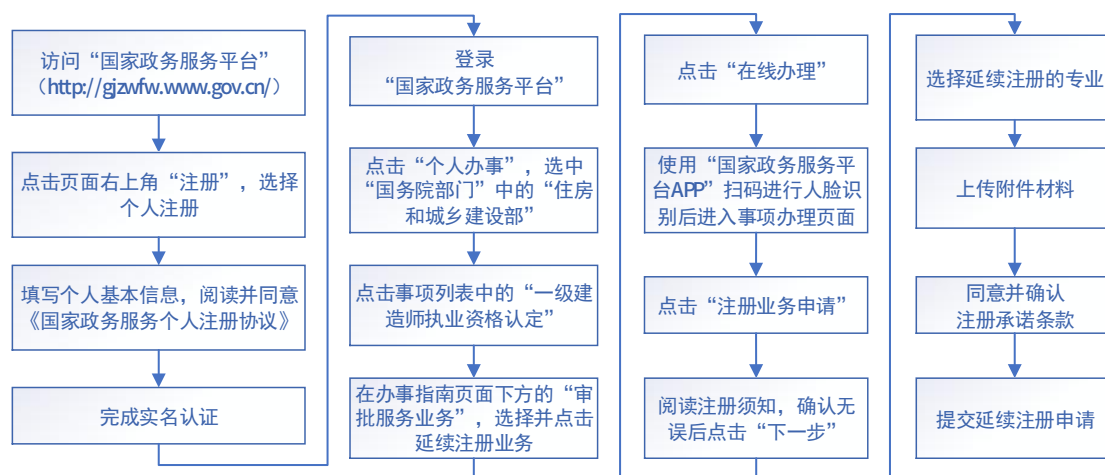 访问“国家政务服务平台”
（http://gjzwfw.www.gov.cn/）
点击页面右上角“注册”，选择
个人注册
填写个人基本信息，阅读并同意
《国家政务服务个人注册协议》
完成实名认证
登录
“国家政务服务平台”
点击“个人办事”，选中
“国务院部门”中的“住房
和城乡建设部”
点击事项列表中的“一级建
造师执业资格认定”
在办事指南页面下方的“审
批服务业务”，选择并点击
延续注册业务
点击“在线办理”
使用“国家政务服务平
台APP”扫码进行人脸识
别后进入事项办理页面
点击“注册业务申请”
阅读注册须知，确认无
误后点击“下一步”
选择延续注册的专业
上传附件材料
同意并确认
注册承诺条款
提交延续注册申请